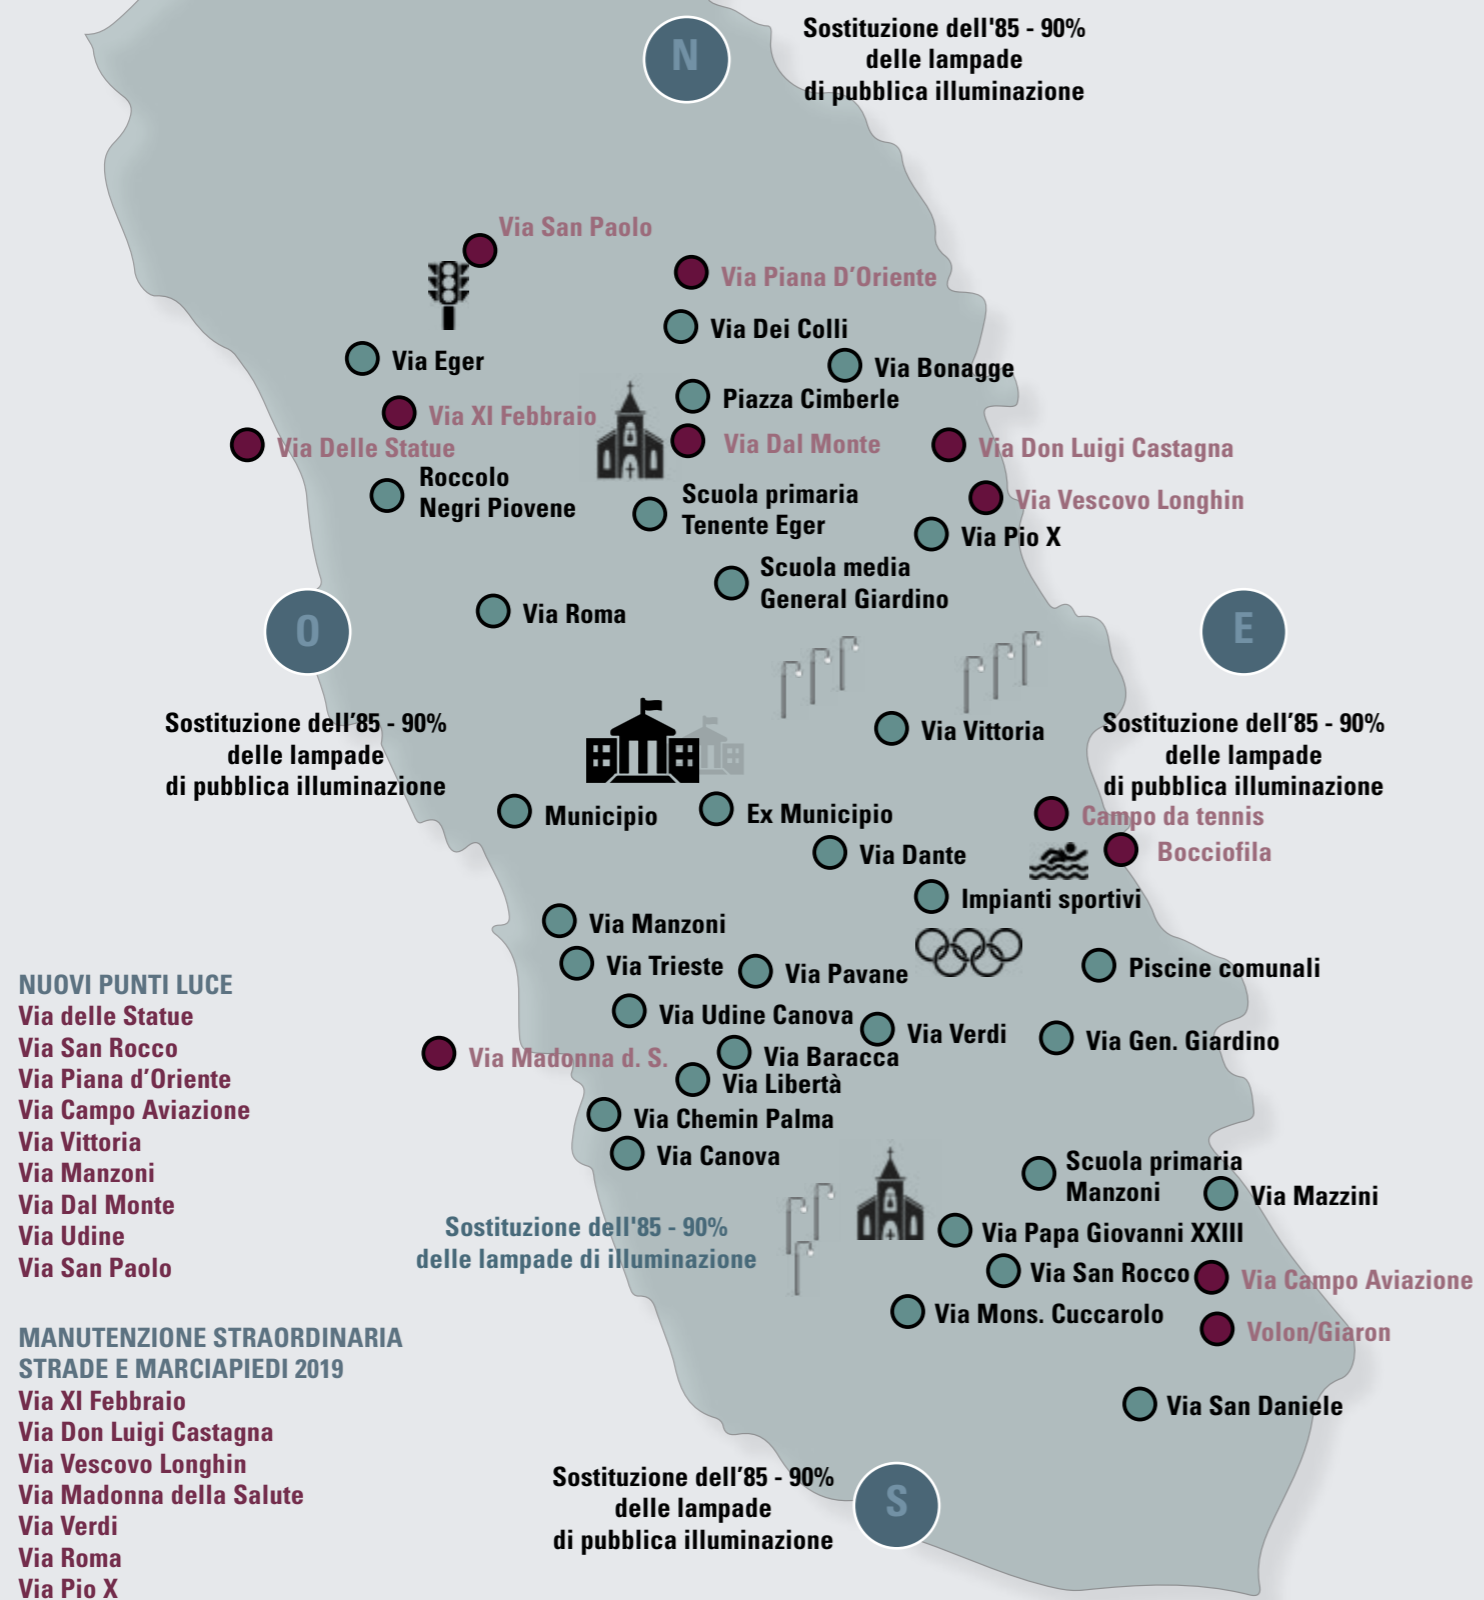 N
Sostituzione dell'85 - 90%
delle lampade
di pubblica illuminazione
Via San Paolo
Via Piana D’Oriente
Via Dei Colli
Via Eger
Via Bonagge
Piazza Cimberle
Via XI Febbraio
Via Delle Statue
Via Dal Monte
Via Don Luigi Castagna
Roccolo
Negri Piovene
Scuola primaria
Tenente Eger
Via Vescovo Longhin
Via Pio X
Scuola media
General Giardino
Via Roma
O
E
Sostituzione dell’85 - 90%
delle lampade
di pubblica illuminazione
Via Vittoria
Sostituzione dell’85 - 90%
delle lampade
di pubblica illuminazione
Municipio
Ex Municipio
Campo da tennis
Via Dante
Bocciofila
Impianti sportivi
Via Manzoni
Via Trieste
Via Pavane
Piscine comunali
Via Udine Canova
Via Verdi
Via Gen. Giardino
Via Madonna d. S.
Via Baracca
Via Libertà
Via Chemin Palma
Via Canova
Scuola primaria
Manzoni
Via Mazzini
Sostituzione dell'85 - 90%
delle lampade di illuminazione
Via Papa Giovanni XXIII
Via San Rocco
Via Campo Aviazione
Via Mons. Cuccarolo
Volon/Giaron
Via San Daniele
Sostituzione dell’85 - 90%
delle lampade
di pubblica illuminazione
S
NUOVI PUNTI LUCE
Via delle Statue
Via San Rocco
Via Piana d’Oriente
Via Campo Aviazione
Via Vittoria
Via Manzoni
Via Dal Monte
Via Udine
Via San Paolo
MANUTENZIONE STRAORDINARIA
STRADE E MARCIAPIEDI 2019
Via XI Febbraio
Via Don Luigi Castagna
Via Vescovo Longhin
Via Madonna della Salute
Via Verdi
Via Roma
Via Pio X